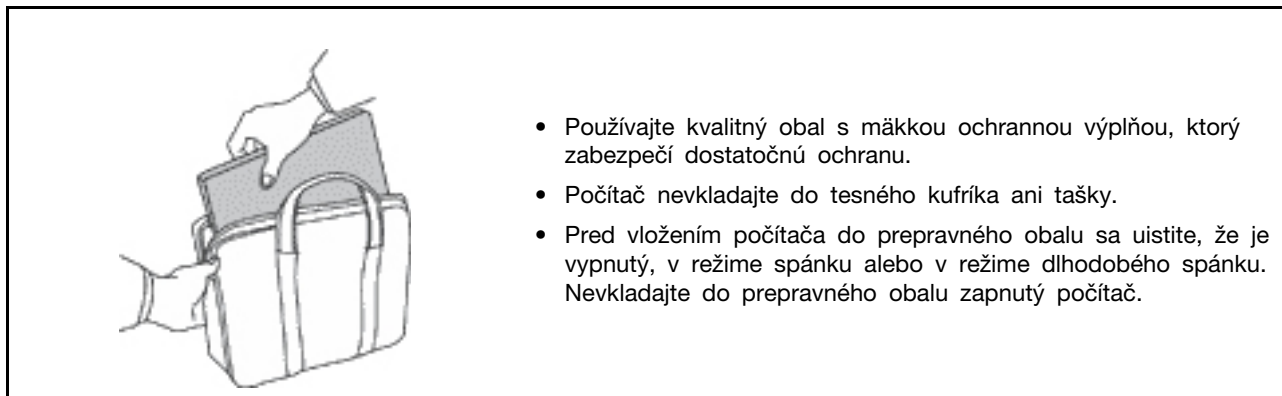 • Používajte kvalitný obal s mäkkou ochrannou výplňou, ktorý
zabezpečí dostatočnú ochranu.
• Počítač nevkladajte do tesného kufríka ani tašky.
• Pred vložením počítača do prepravného obalu sa uistite, že je
vypnutý, v režime spánku alebo v režime dlhodobého spánku.
Nevkladajte do prepravného obalu zapnutý počítač.